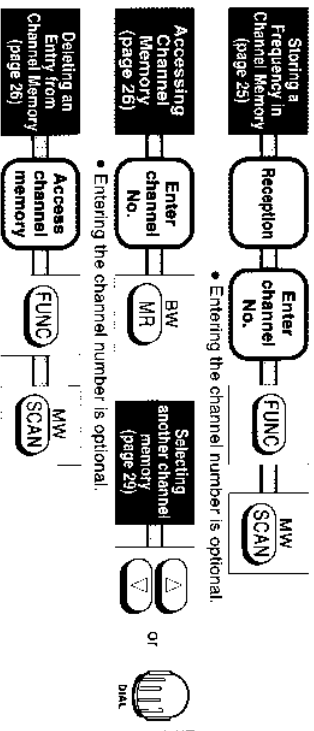 Storing a
Frequency in
Channel Memory
(page 25)
Reception
Enter
channel
No.
FUNC
MW
SCAN
• Entering the channel number is optional.
Accessing
Channel
Memory
(page 26)
Enter
channel
No.
BW
MR
Selecting
another channel
memory
(page 29)
or
DIAL
• Entering the channel number is optional.
Deleting an
Entry from
Channel Memory
(page 26)
Access
channel
memory
FUNC
MW
SCAN